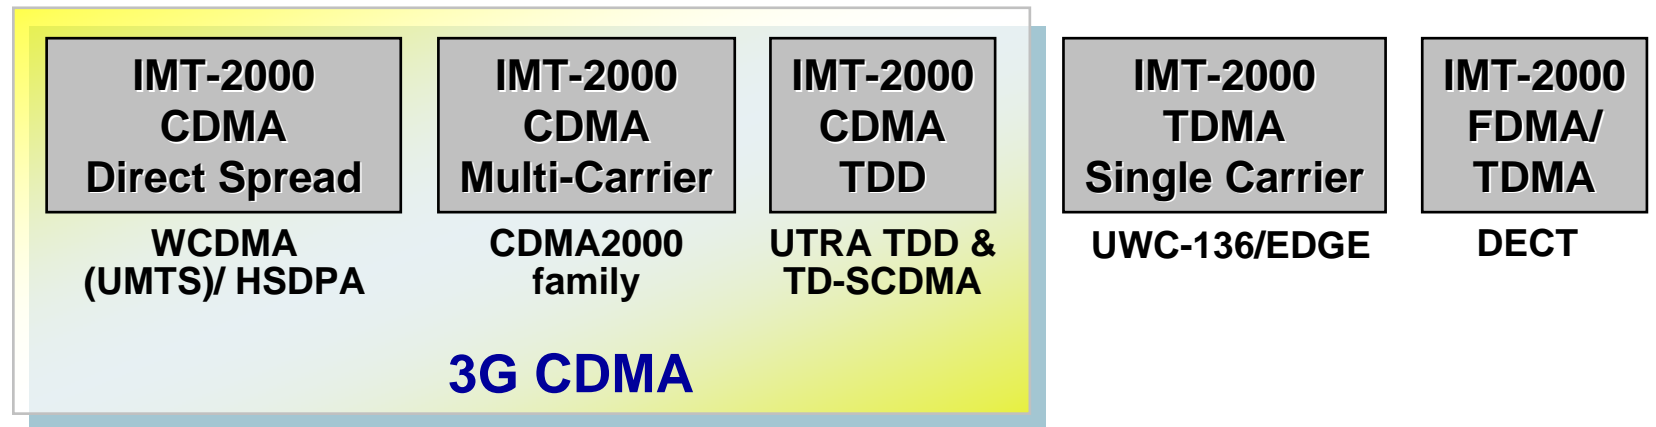 IMT-2000
CDMA
Direct Spread
IMT-2000
CDMA
Multi-Carrier
IMT-2000
CDMA
TDD
IMT-2000
TDMA
Single Carrier
IMT-2000
FDMA/
TDMA
WCDMA
(UMTS)/ HSDPA
CDMA2000
family
UTRA TDD &
TD-SCDMA
UWC-136/EDGE
DECT
3G CDMA